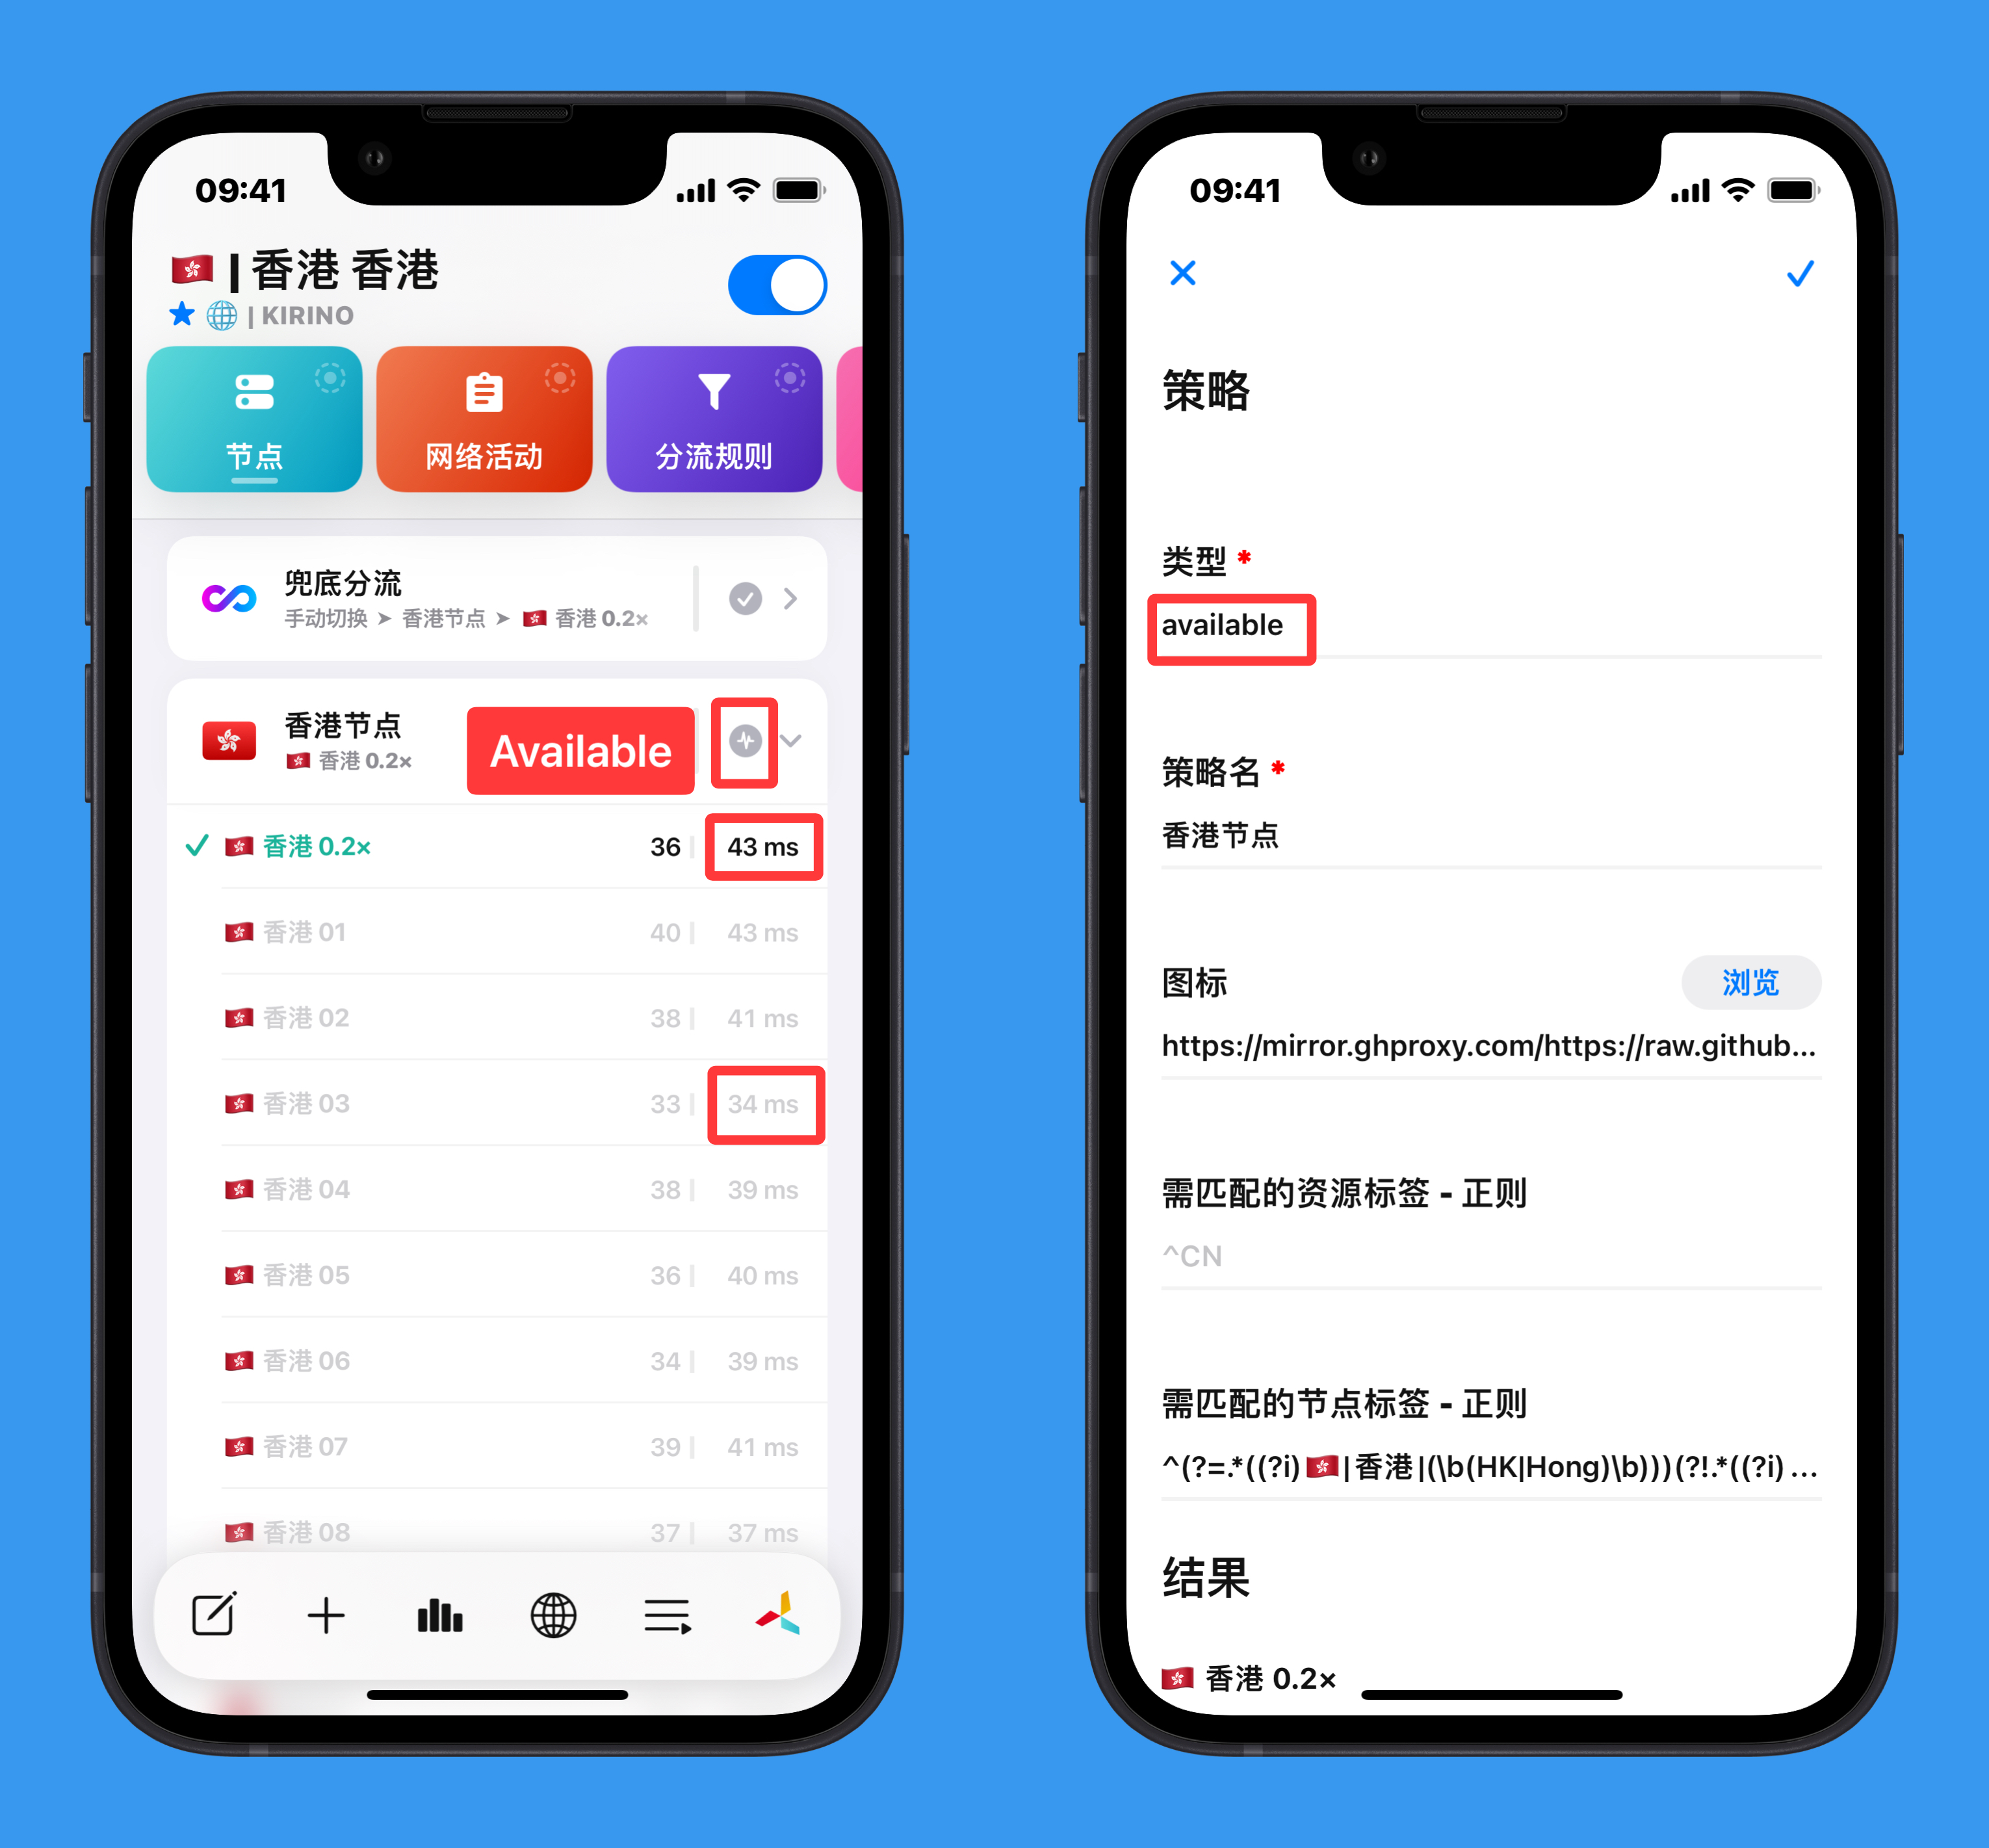 09:41
🇭🇰 | 香港 香港
★ 🌐 | KIRINO
节点
网络活动
分流规则
兜底分流
手动切换 ➤ 香港节点 ➤ 🇭🇰 香港 0.2×
香港节点
🇭🇰 香港 0.2×
Available
🇭🇰 香港 0.2× 36 43 ms
🇭🇰 香港 01 40 43 ms
🇭🇰 香港 02 38 41 ms
🇭🇰 香港 03 33 34 ms
🇭🇰 香港 04 38 39 ms
🇭🇰 香港 05 36 40 ms
🇭🇰 香港 06 34 39 ms
🇭🇰 香港 07 39 41 ms
🇭🇰 香港 08 37 37 ms
09:41
策略
类型 *
available
策略名 *
香港节点
图标
浏览
https://mirror.ghproxy.com/https://raw.github...
需匹配的资源标签 - 正则
^CN
需匹配的节点标签 - 正则
^(?=.*((?i)🇭🇰|香港|(\b(HK|Hong)\b)))(?!.*((?i) ...
结果
🇭🇰 香港 0.2×